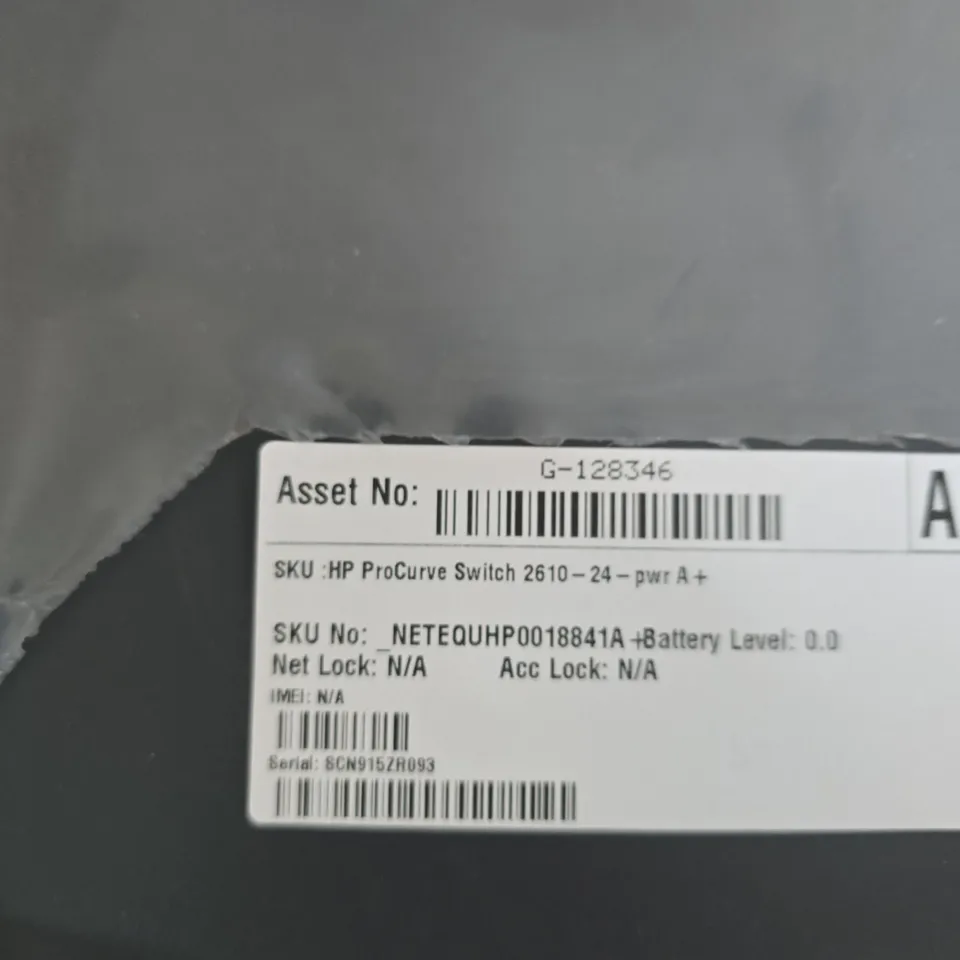 G-128346
Asset No:
A
SKU :HP ProCurve Switch 2610-24-pwr A+
SKU No: _NETEQUHP0018841A+Battery Level: 0.0
Net Lock: N/A Acc Lock: N/A
IMEI: N/A
Serial: SCN915ZR093